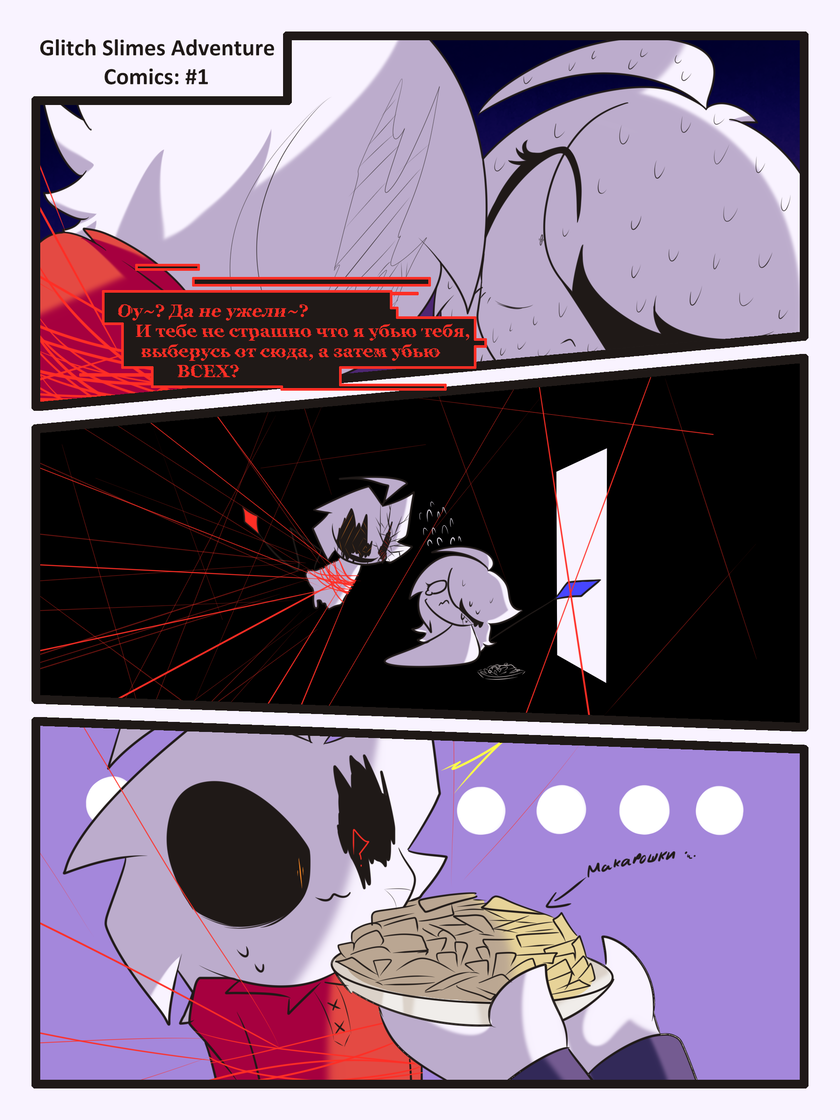 Glitch Slimes Adventure
Comics: #1
Оу~? Да не ужели~?
И тебе не страшно что я убью тебя,
выберусь от сюда, а затем убью
ВСЕХ?
Макарошки :.